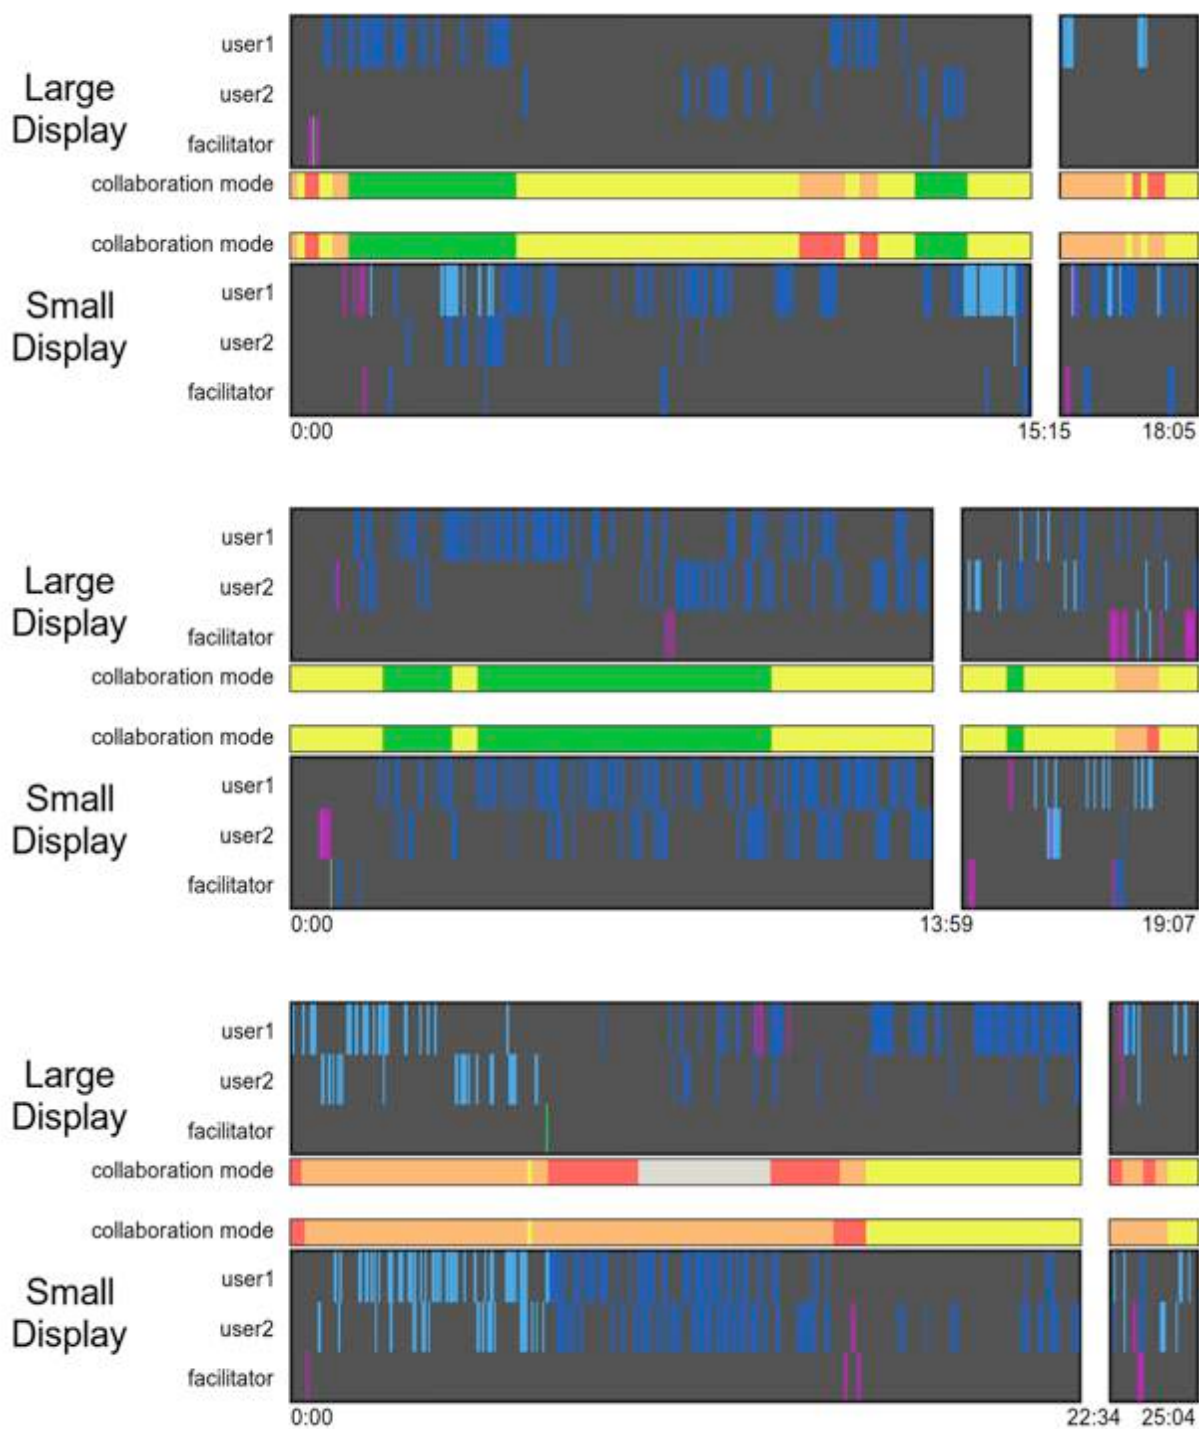 user1
Large
Display
user2
facilitator
collaboration mode
collaboration mode
user1
Small
Display
user2
facilitator
0:00
15:15
18:05
user1
Large
Display
user2
facilitator
collaboration mode
collaboration mode
user1
Small
Display
user2
facilitator
0:00
13:59
19:07
user1
Large
Display
user2
facilitator
collaboration mode
collaboration mode
user1
Small
Display
user2
facilitator
0:00
22:34
25:04